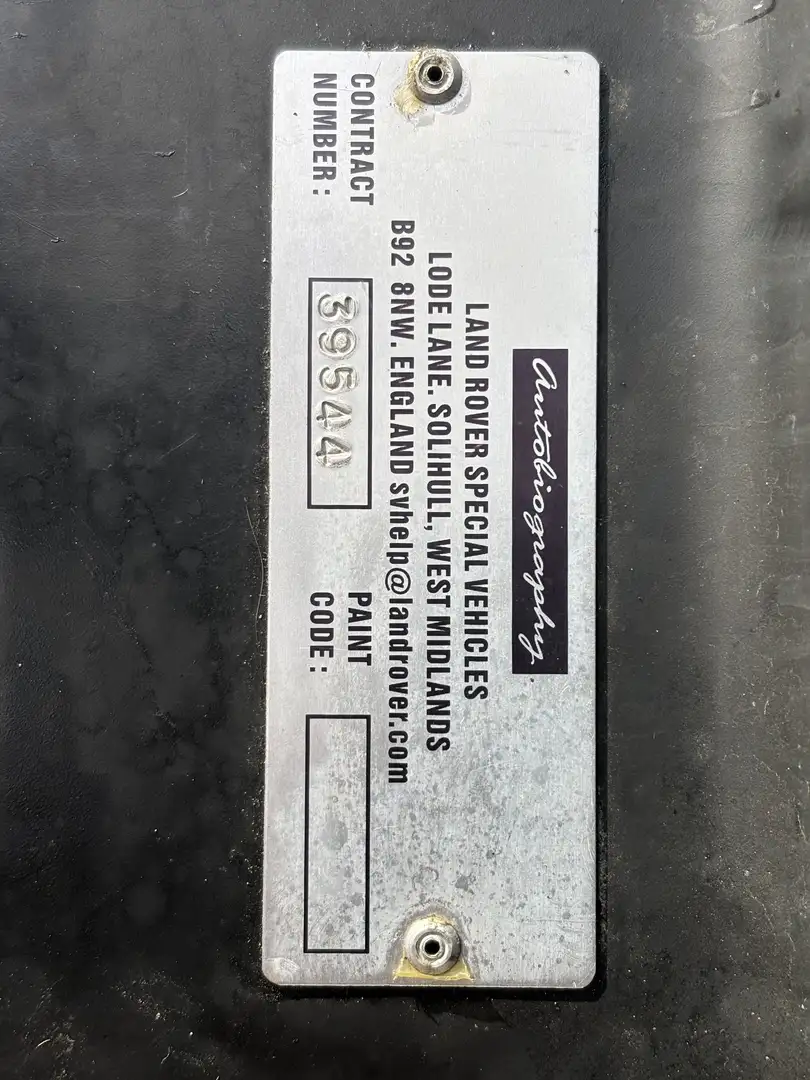 Autobiography.
LAND ROVER SPECIAL VEHICLES
LODE LANE. SOLIHULL, WEST MIDLANDS
B92 8NW. ENGLAND svhelp@landrover.com
CONTRACT
NUMBER:
39544
PAINT
CODE: